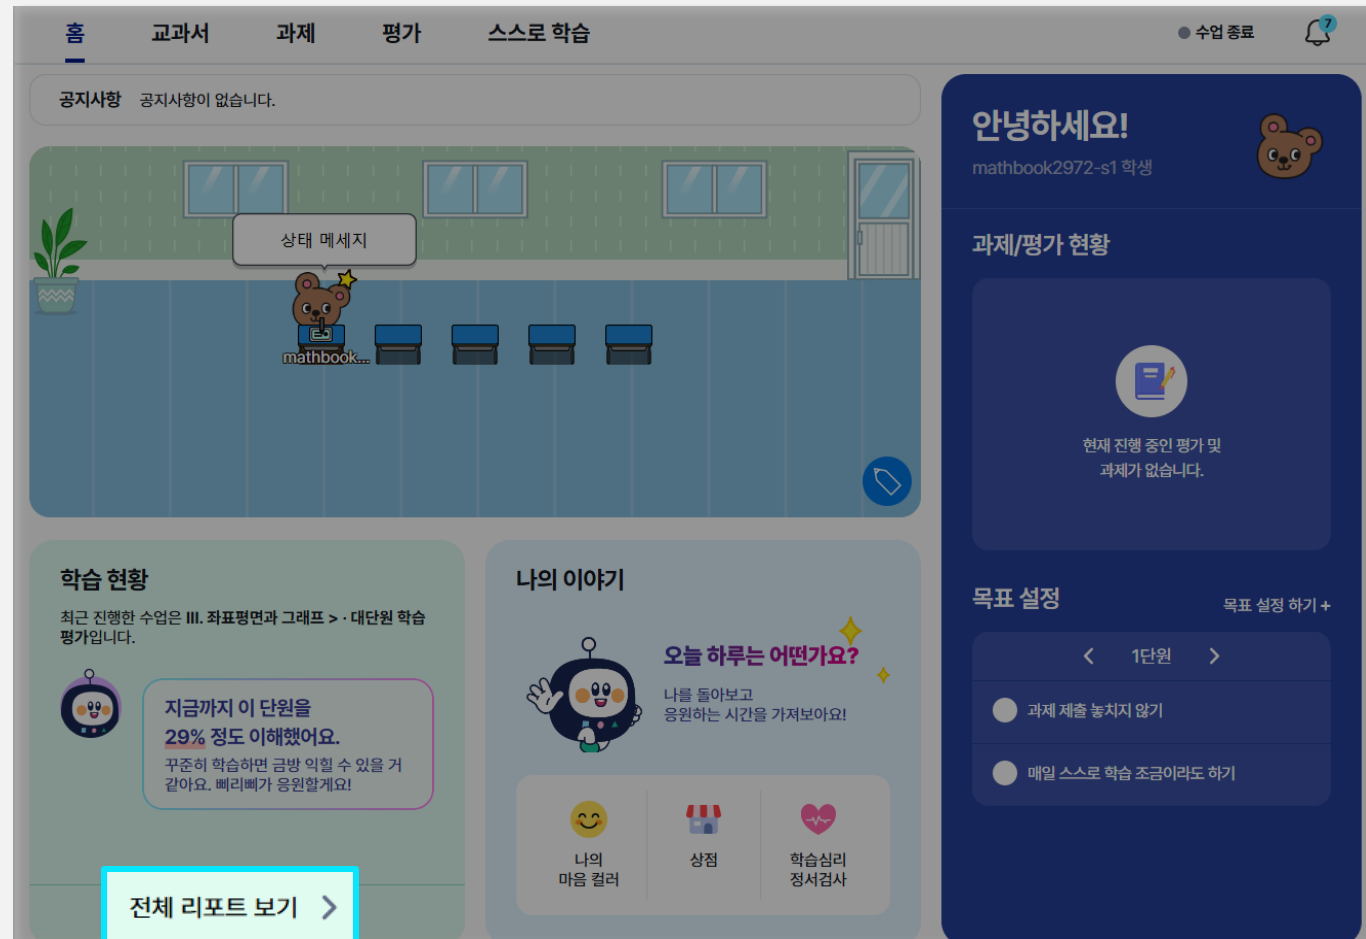 홈 교과서 과제 평가 스스로 학습 수업 종료 7
공지사항 공지사항이 없습니다.
상태 메세지
mathbook...
안녕하세요!
mathbook2972-s1 학생
과제/평가 현황
현재 진행 중인 평가 및
과제가 없습니다.
목표 설정 목표 설정 하기 +
1단원
과제 제출 놓치지 않기
매일 스스로 학습 조금이라도 하기
학습 현황
최근 진행한 수업은 III. 좌표평면과 그래프 > · 대단원 학습
평가입니다.
지금까지 이 단원을
29% 정도 이해했어요.
꾸준히 학습하면 금방 익힐 수 있을 거
같아요. 삐리삐가 응원할게요!
전체 리포트 보기
나의 이야기
오늘 하루는 어떤가요?
나를 돌아보고
응원하는 시간을 가져보아요!
나의
마음 컬러
상점
학습심리
정서검사